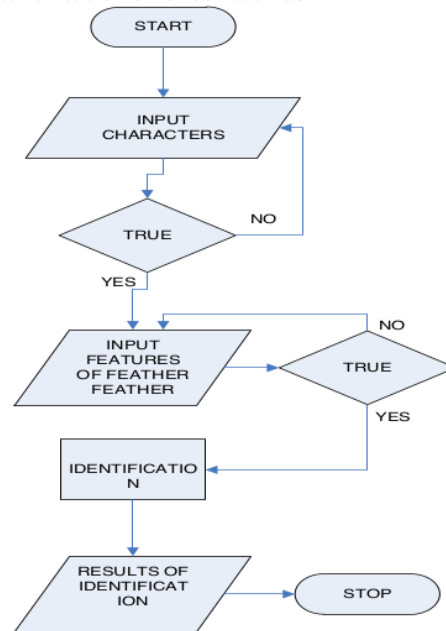 START
INPUT
CHARACTERS
TRUE
NO
YES
INPUT
FEATURES
OF FEATHER
FEATHER
TRUE
NO
YES
IDENTIFICATIO
N
RESULTS OF
IDENTIFICAT
ION
STOP